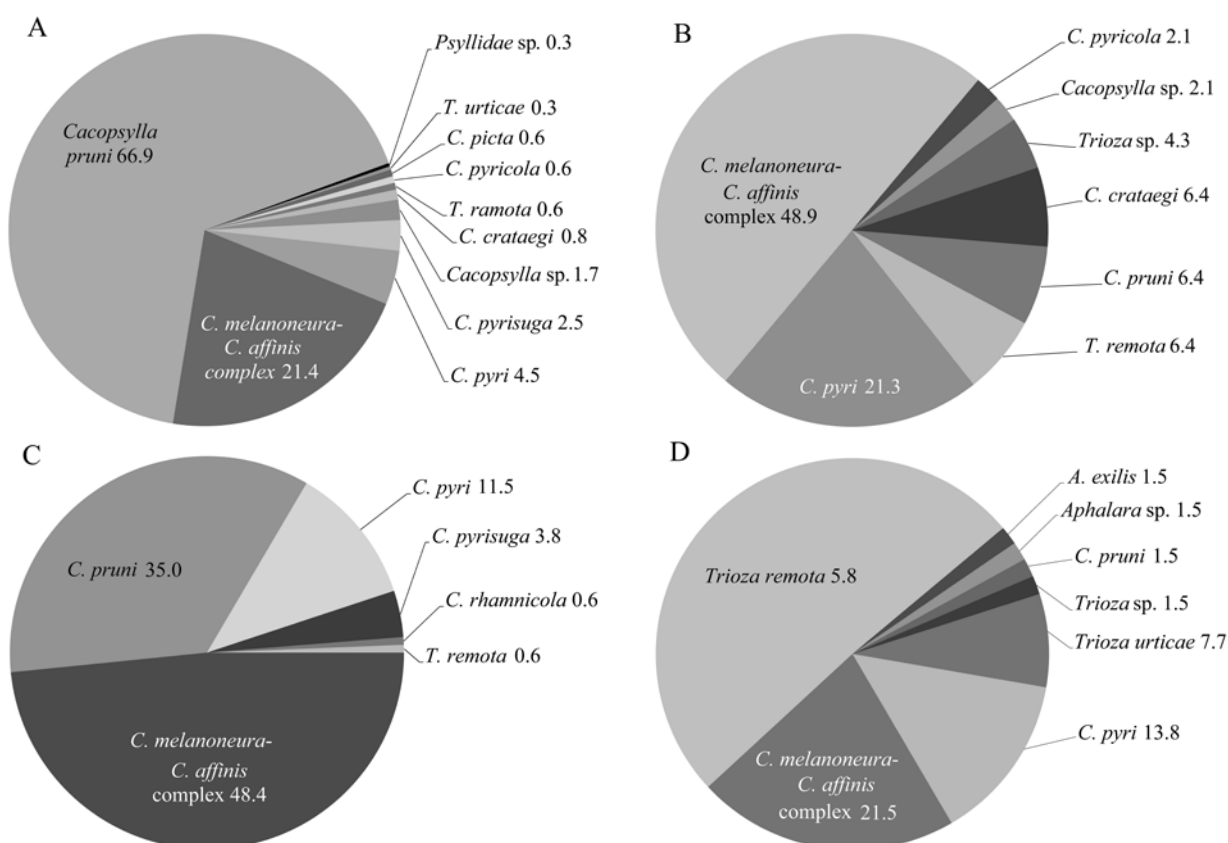 A
Psyllidae sp. 0.3
T. urticae 0.3
C. picta 0.6
C. pyricola 0.6
T. ramota 0.6
C. crataegi 0.8
Cacopsylla sp. 1.7
C. pyrisuga 2.5
C. pyri 4.5
C. melanoneura-
C. affinis
complex 21.4
Cacopsylla
pruni 66.9
B
C. pyricola 2.1
Cacopsylla sp. 2.1
Trioza sp. 4.3
C. crataegi 6.4
C. pruni 6.4
T. remota 6.4
C. pyri 21.3
C. melanoneura-
C. affinis
complex 48.9
C
C. pyri 11.5
C. pyrisuga 3.8
C. rhamnicola 0.6
T. remota 0.6
C. melanoneura-
C. affinis
complex 48.4
C. pruni 35.0
D
A. exilis 1.5
Aphalara sp. 1.5
C. pruni 1.5
Trioza sp. 1.5
Trioza urticae 7.7
C. pyri 13.8
C. melanoneura-
C. affinis
complex 21.5
Trioza remota 5.8